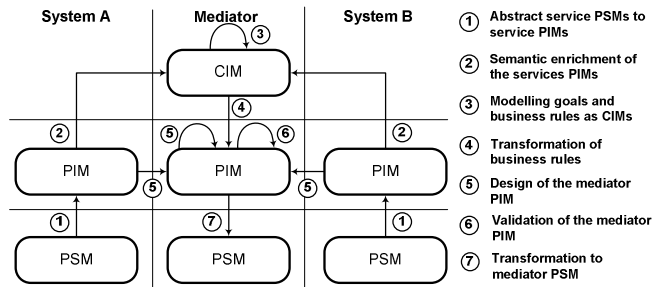 System A
Mediator
System B
3
CIM
4
2
5
6
2
PIM
PIM
PIM
5
5
1
7
1
PSM
PSM
PSM
1 Abstract service PSMs to
service PIMs
2 Semantic enrichment of
the services PIMs
3 Modelling goals and
business rules as CIMs
4 Transformation of
business rules
5 Design of the mediator
PIM
6 Validation of the mediator
PIM
7 Transformation to
mediator PSM